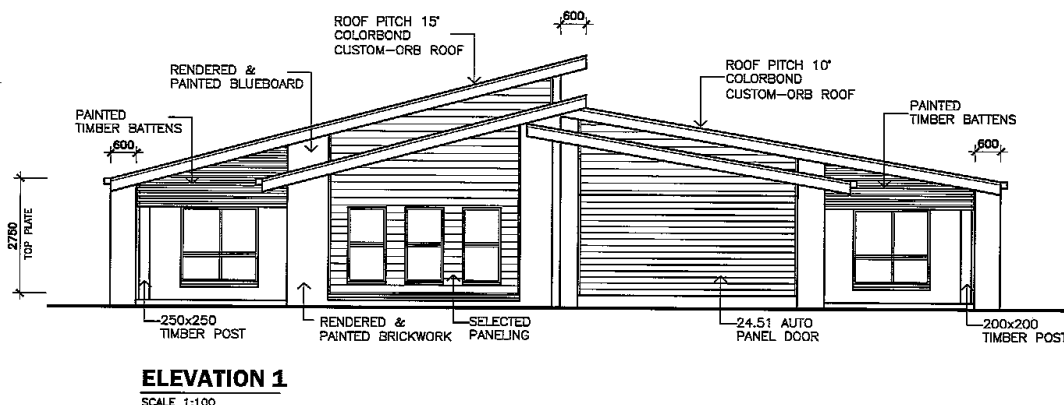 ROOF PITCH 15°
COLORBOND
CUSTOM-ORB ROOF
600
RENDERED &
PAINTED BLUEBOARD
ROOF PITCH 10°
COLORBOND
CUSTOM-ORB ROOF
PAINTED
TIMBER BATTENS
PAINTED
TIMBER BATTENS
600
600
2750
TOP PLATE
250x250
TIMBER POST
RENDERED &
PAINTED BRICKWORK
SELECTED
PANELING
24.51 AUTO
PANEL DOOR
200x200
TIMBER POST
ELEVATION 1
SCALE 1:100